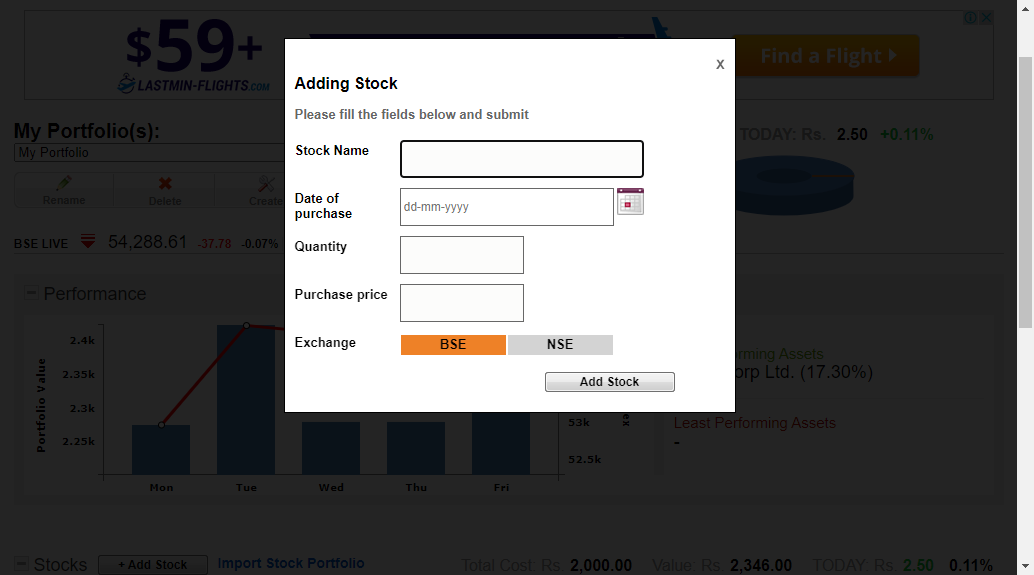 $59+
LASTMIN-FLIGHTS.COM
Find a Flight
x
Adding Stock
Please fill the fields below and submit
My Portfolio(s):
TODAY: Rs. 2.50 +0.11%
My Portfolio
Stock Name
Rename
Delete
Create
Date of
purchase
dd-mm-yyyy
BSE LIVE 54,288.61 -37.78 -0.07%
Quantity
Performance
Purchase price
Exchange
BSE
NSE
Add Stock
Portfolio Value
2.4k
2.35k
2.3k
2.25k
Mon
Tue
Wed
Thu
Fri
53k
52.5k
rming Assets
orp Ltd. (17.30%)
Least Performing Assets
-
Stocks
+ Add Stock
Import Stock Portfolio
Total Cost: Rs. 2,000.00
Value: Rs. 2,346.00
TODAY: Rs. 2.50 0.11%